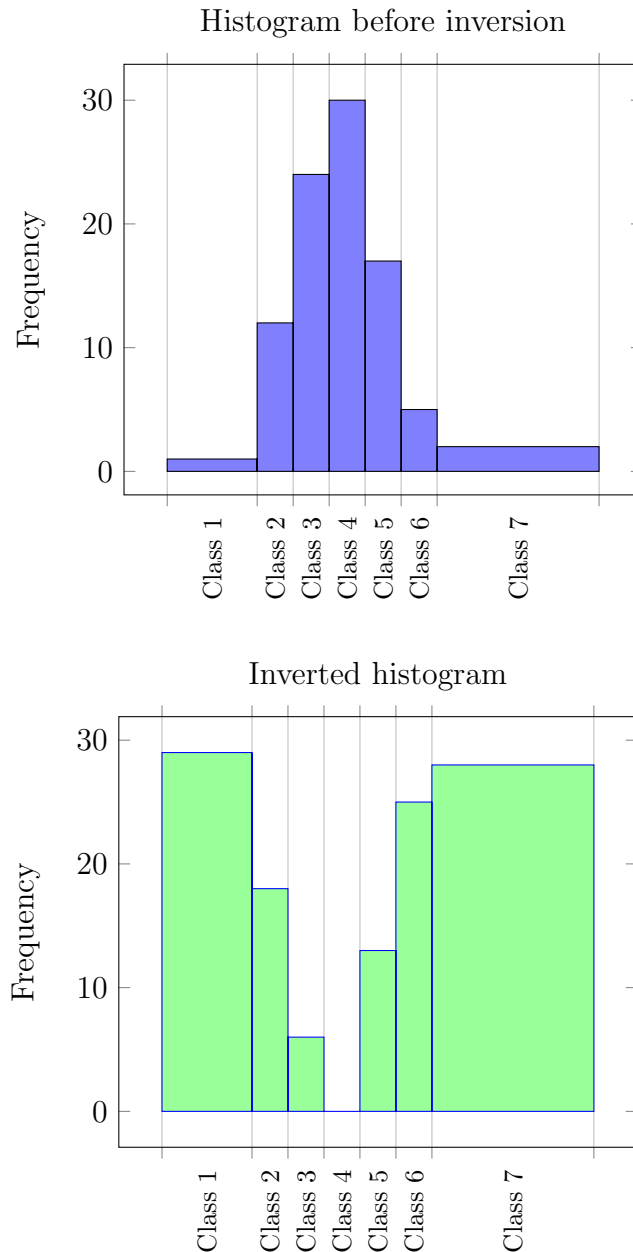 Histogram before inversion
30
20
10
0
Frequency
Class 1
Class 2
Class 3
Class 4
Class 5
Class 6
Class 7
Inverted histogram
30
20
10
0
Frequency
Class 1
Class 2
Class 3
Class 4
Class 5
Class 6
Class 7